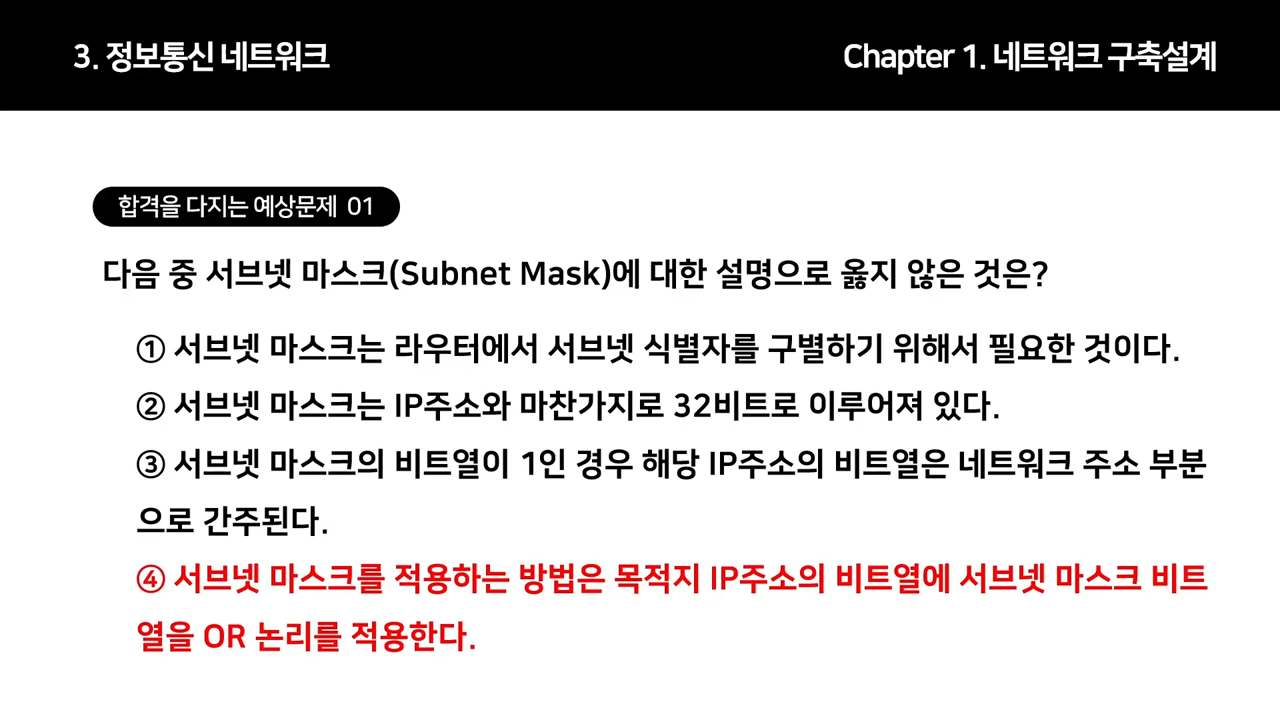 3. 정보통신 네트워크
Chapter 1. 네트워크 구축설계
합격을 다지는 예상문제 01
다음 중 서브넷 마스크(Subnet Mask)에 대한 설명으로 옳지 않은 것은?
① 서브넷 마스크는 라우터에서 서브넷 식별자를 구별하기 위해서 필요한 것이다.
② 서브넷 마스크는 IP주소와 마찬가지로 32비트로 이루어져 있다.
③ 서브넷 마스크의 비트열이 1인 경우 해당 IP주소의 비트열은 네트워크 주소 부분
으로 간주된다.
④ 서브넷 마스크를 적용하는 방법은 목적지 IP주소의 비트열에 서브넷 마스크 비트
열을 OR 논리를 적용한다.